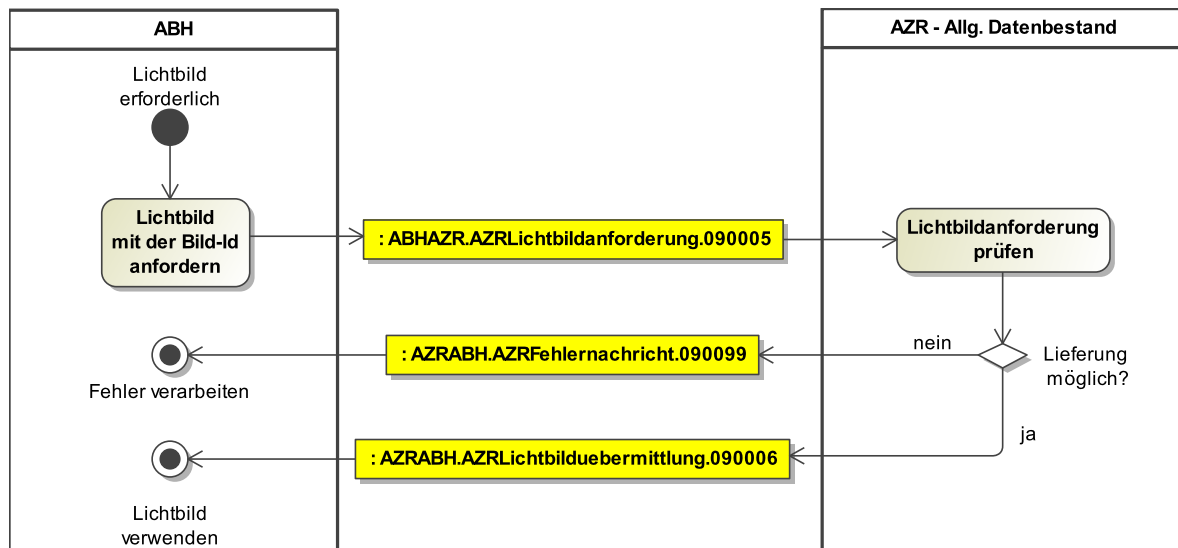 ABH
AZR - Allg. Datenbestand
Lichtbild
erforderlich
Lichtbild
mit der Bild-Id
anfordern
: ABHAZR.AZRLichtbildanforderung.090005
Lichtbildanforderung
prüfen
: AZRABH.AZRFehlernachricht.090099
nein
Lieferung
möglich?
Fehler verarbeiten
ja
: AZRABH.AZRLichtbilduebermittlung.090006
Lichtbild
verwenden